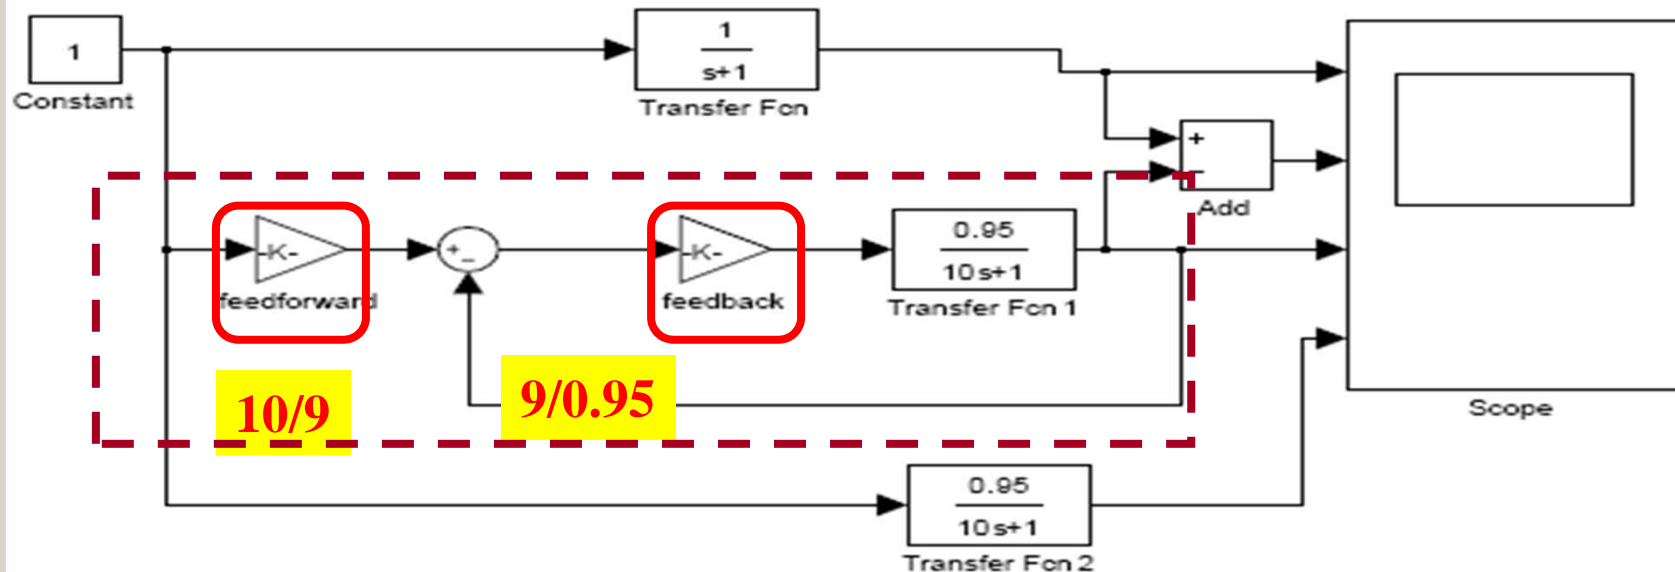 1
Constant
1
s+1
Transfer Fcn
+
−
Add
-K-
feedforward
+
−
-K-
feedback
0.95
10s+1
Transfer Fcn 1
10/9
9/0.95
Scope
0.95
10s+1
Transfer Fcn 2